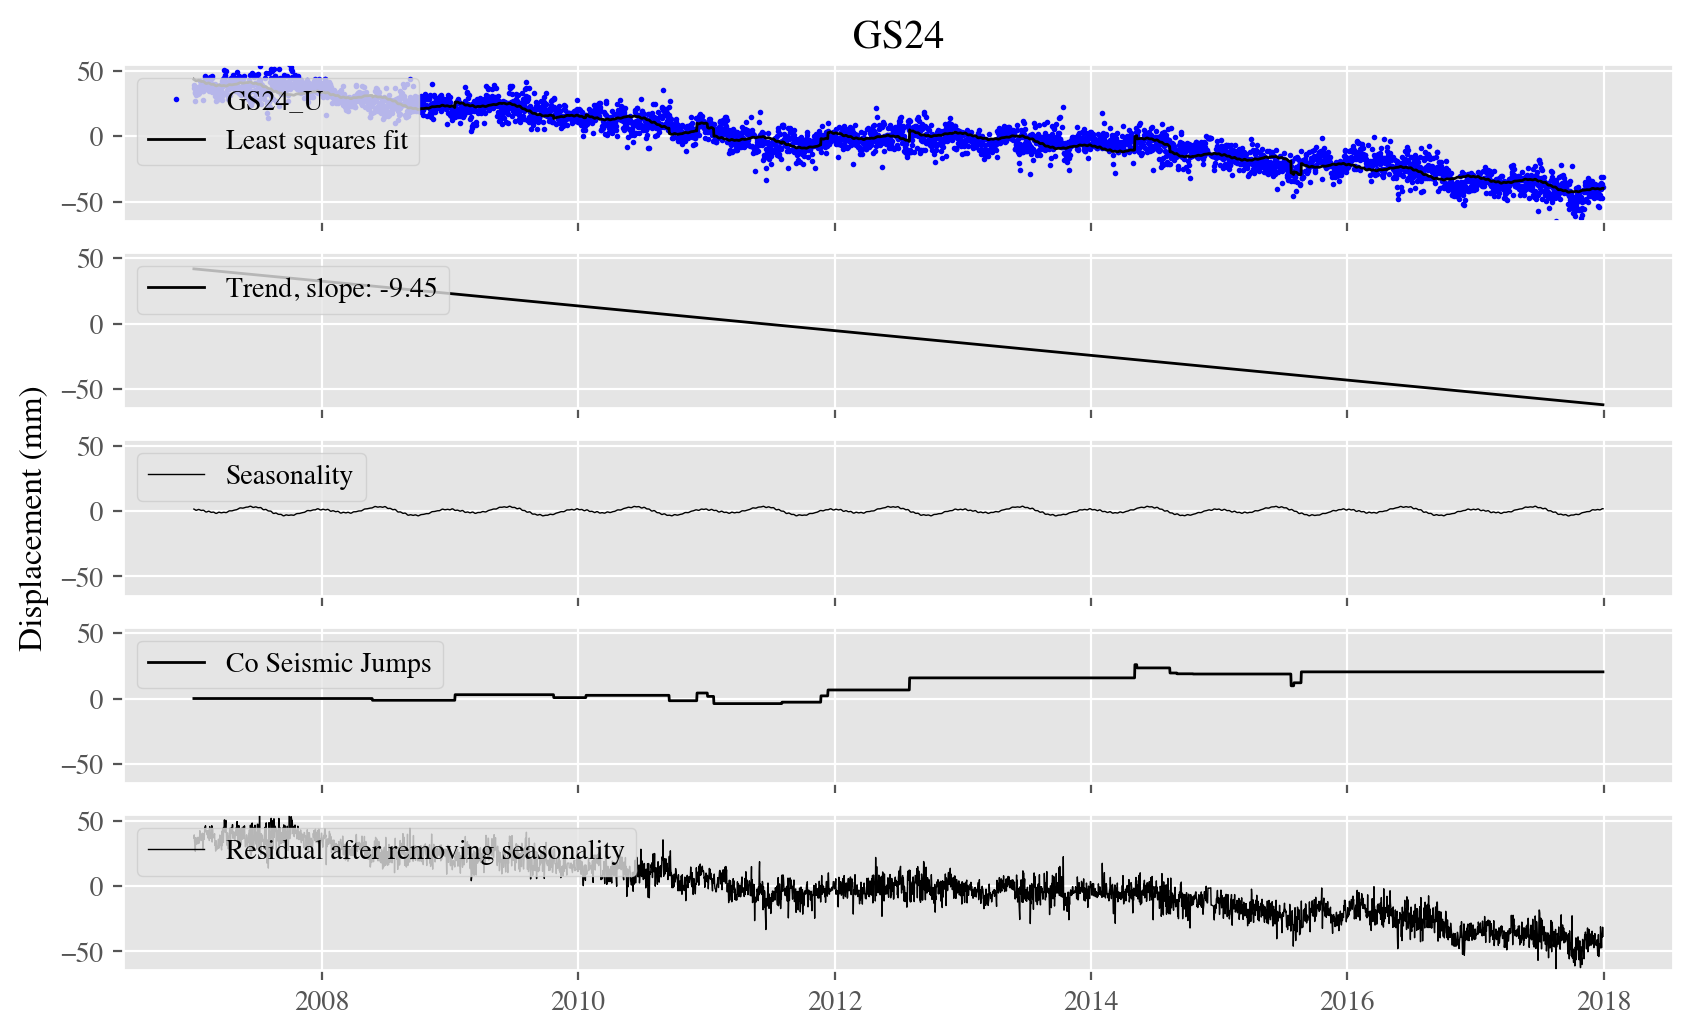 GS24
50
0
−50
GS24_U
Least squares fit
50
0
−50
Trend, slope: -9.45
Displacement (mm)
50
0
−50
Seasonality
50
0
−50
Co Seismic Jumps
50
0
−50
Residual after removing seasonality
2008 2010 2012 2014 2016 2018